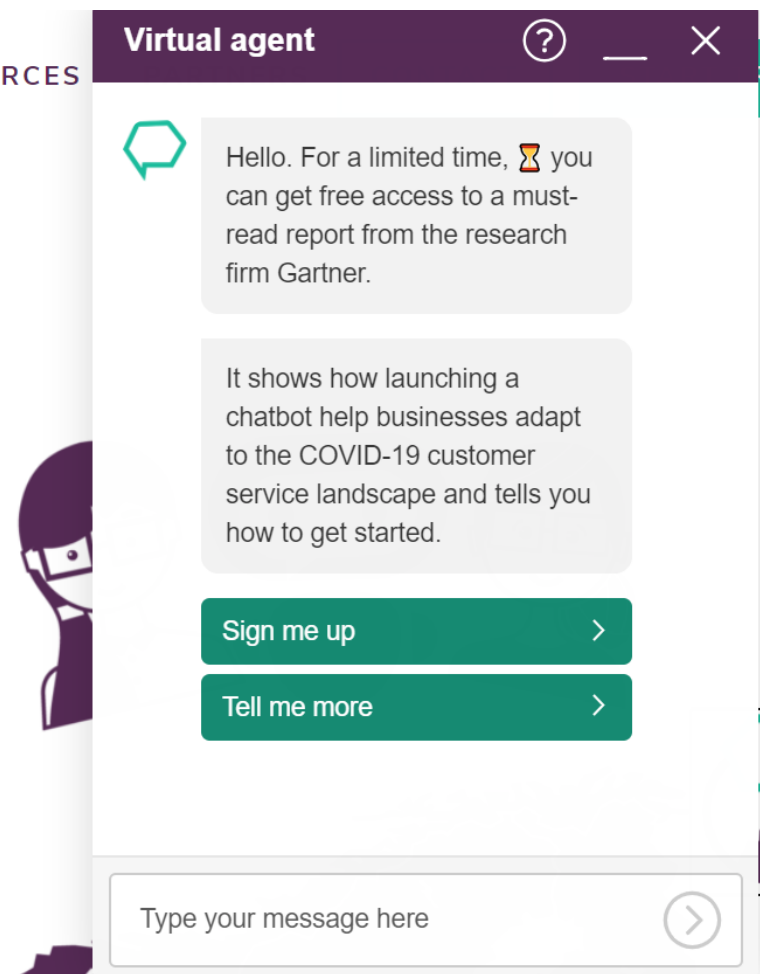 Virtual agent
?
RCES
Hello. For a limited time, ⏳ you
can get free access to a must-
read report from the research
firm Gartner.
It shows how launching a
chatbot help businesses adapt
to the COVID-19 customer
service landscape and tells you
how to get started.
Sign me up
Tell me more
Type your message here